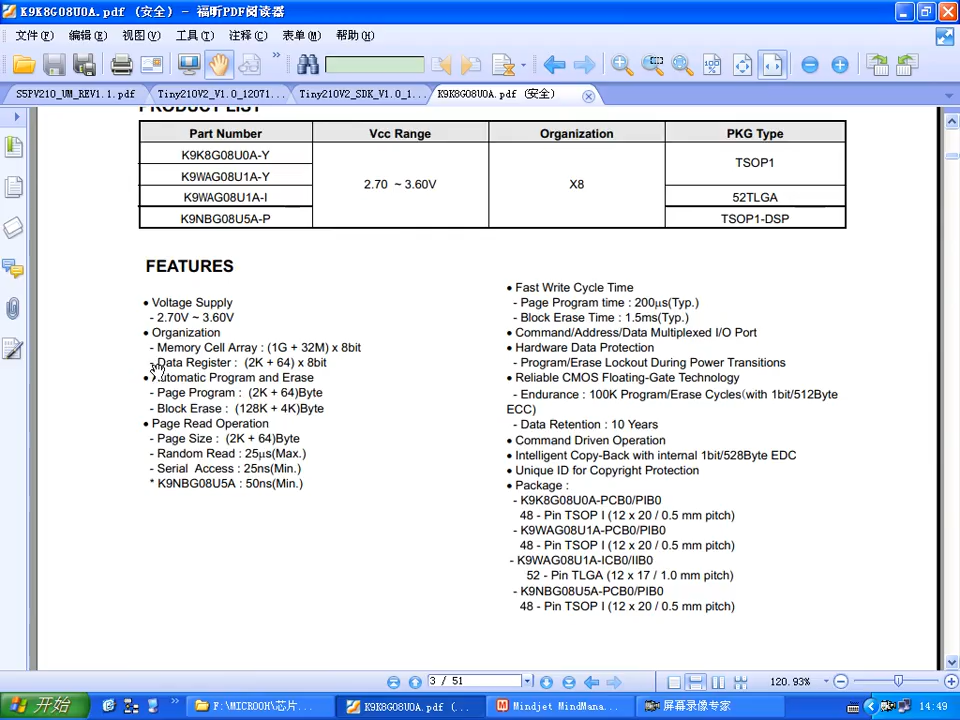 K9K8G08U0A.pdf (安全) - 福昕PDF阅读器
文件(F) 编辑(E) 视图(V) 工具(T) 注释(C) 表单(M) 帮助(H)
S5PV210_UM_REV1.1.pdf Tiny210V2_V1.0_12071... Tiny210V2_SDK_V1.0_1... K9K8G08U0A.pdf (安全)
PRODUCT LIST
Part Number Vcc Range Organization PKG Type
K9K8G08U0A-Y 2.70 ~ 3.60V X8 TSOP1
K9WAG08U1A-Y
K9WAG08U1A-I 52TLGA
K9NBG08U5A-P TSOP1-DSP
FEATURES
• Voltage Supply
- 2.70V ~ 3.60V
• Organization
- Memory Cell Array : (1G + 32M) x 8bit
- Data Register : (2K + 64) x 8bit
• Automatic Program and Erase
- Page Program : (2K + 64)Byte
- Block Erase : (128K + 4K)Byte
• Page Read Operation
- Page Size : (2K + 64)Byte
- Random Read : 25μs(Max.)
- Serial Access : 25ns(Min.)
* K9NBG08U5A : 50ns(Min.)
• Fast Write Cycle Time
- Page Program time : 200μs(Typ.)
- Block Erase Time : 1.5ms(Typ.)
• Command/Address/Data Multiplexed I/O Port
• Hardware Data Protection
- Program/Erase Lockout During Power Transitions
• Reliable CMOS Floating-Gate Technology
- Endurance : 100K Program/Erase Cycles(with 1bit/512Byte
ECC)
- Data Retention : 10 Years
• Command Driven Operation
• Intelligent Copy-Back with internal 1bit/528Byte EDC
• Unique ID for Copyright Protection
• Package :
- K9K8G08U0A-PCB0/PIB0
48 - Pin TSOP I (12 x 20 / 0.5 mm pitch)
- K9WAG08U1A-PCB0/PIB0
48 - Pin TSOP I (12 x 20 / 0.5 mm pitch)
- K9WAG08U1A-ICB0/IIB0
52 - Pin TLGA (12 x 17 / 1.0 mm pitch)
- K9NBG08U5A-PCB0/PIB0
48 - Pin TSOP I (12 x 20 / 0.5 mm pitch)
3 / 51 120.93%
开始 F:\MICROOH\芯片... K9K8G08U0A.pdf (... Mindjet MindMana... 屏幕录像专家 14:49